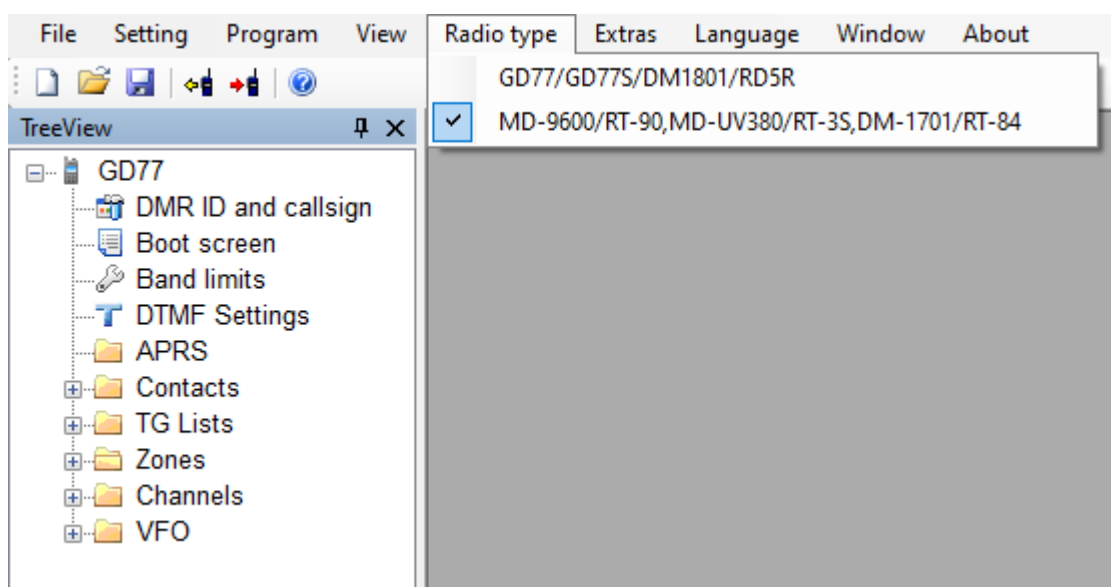 File Setting Program View Radio type Extras Language Window About
GD77/GD77S/DM1801/RD5R
MD-9600/RT-90,MD-UV380/RT-3S,DM-1701/RT-84
TreeView
GD77
DMR ID and callsign
Boot screen
Band limits
DTMF Settings
APRS
Contacts
TG Lists
Zones
Channels
VFO